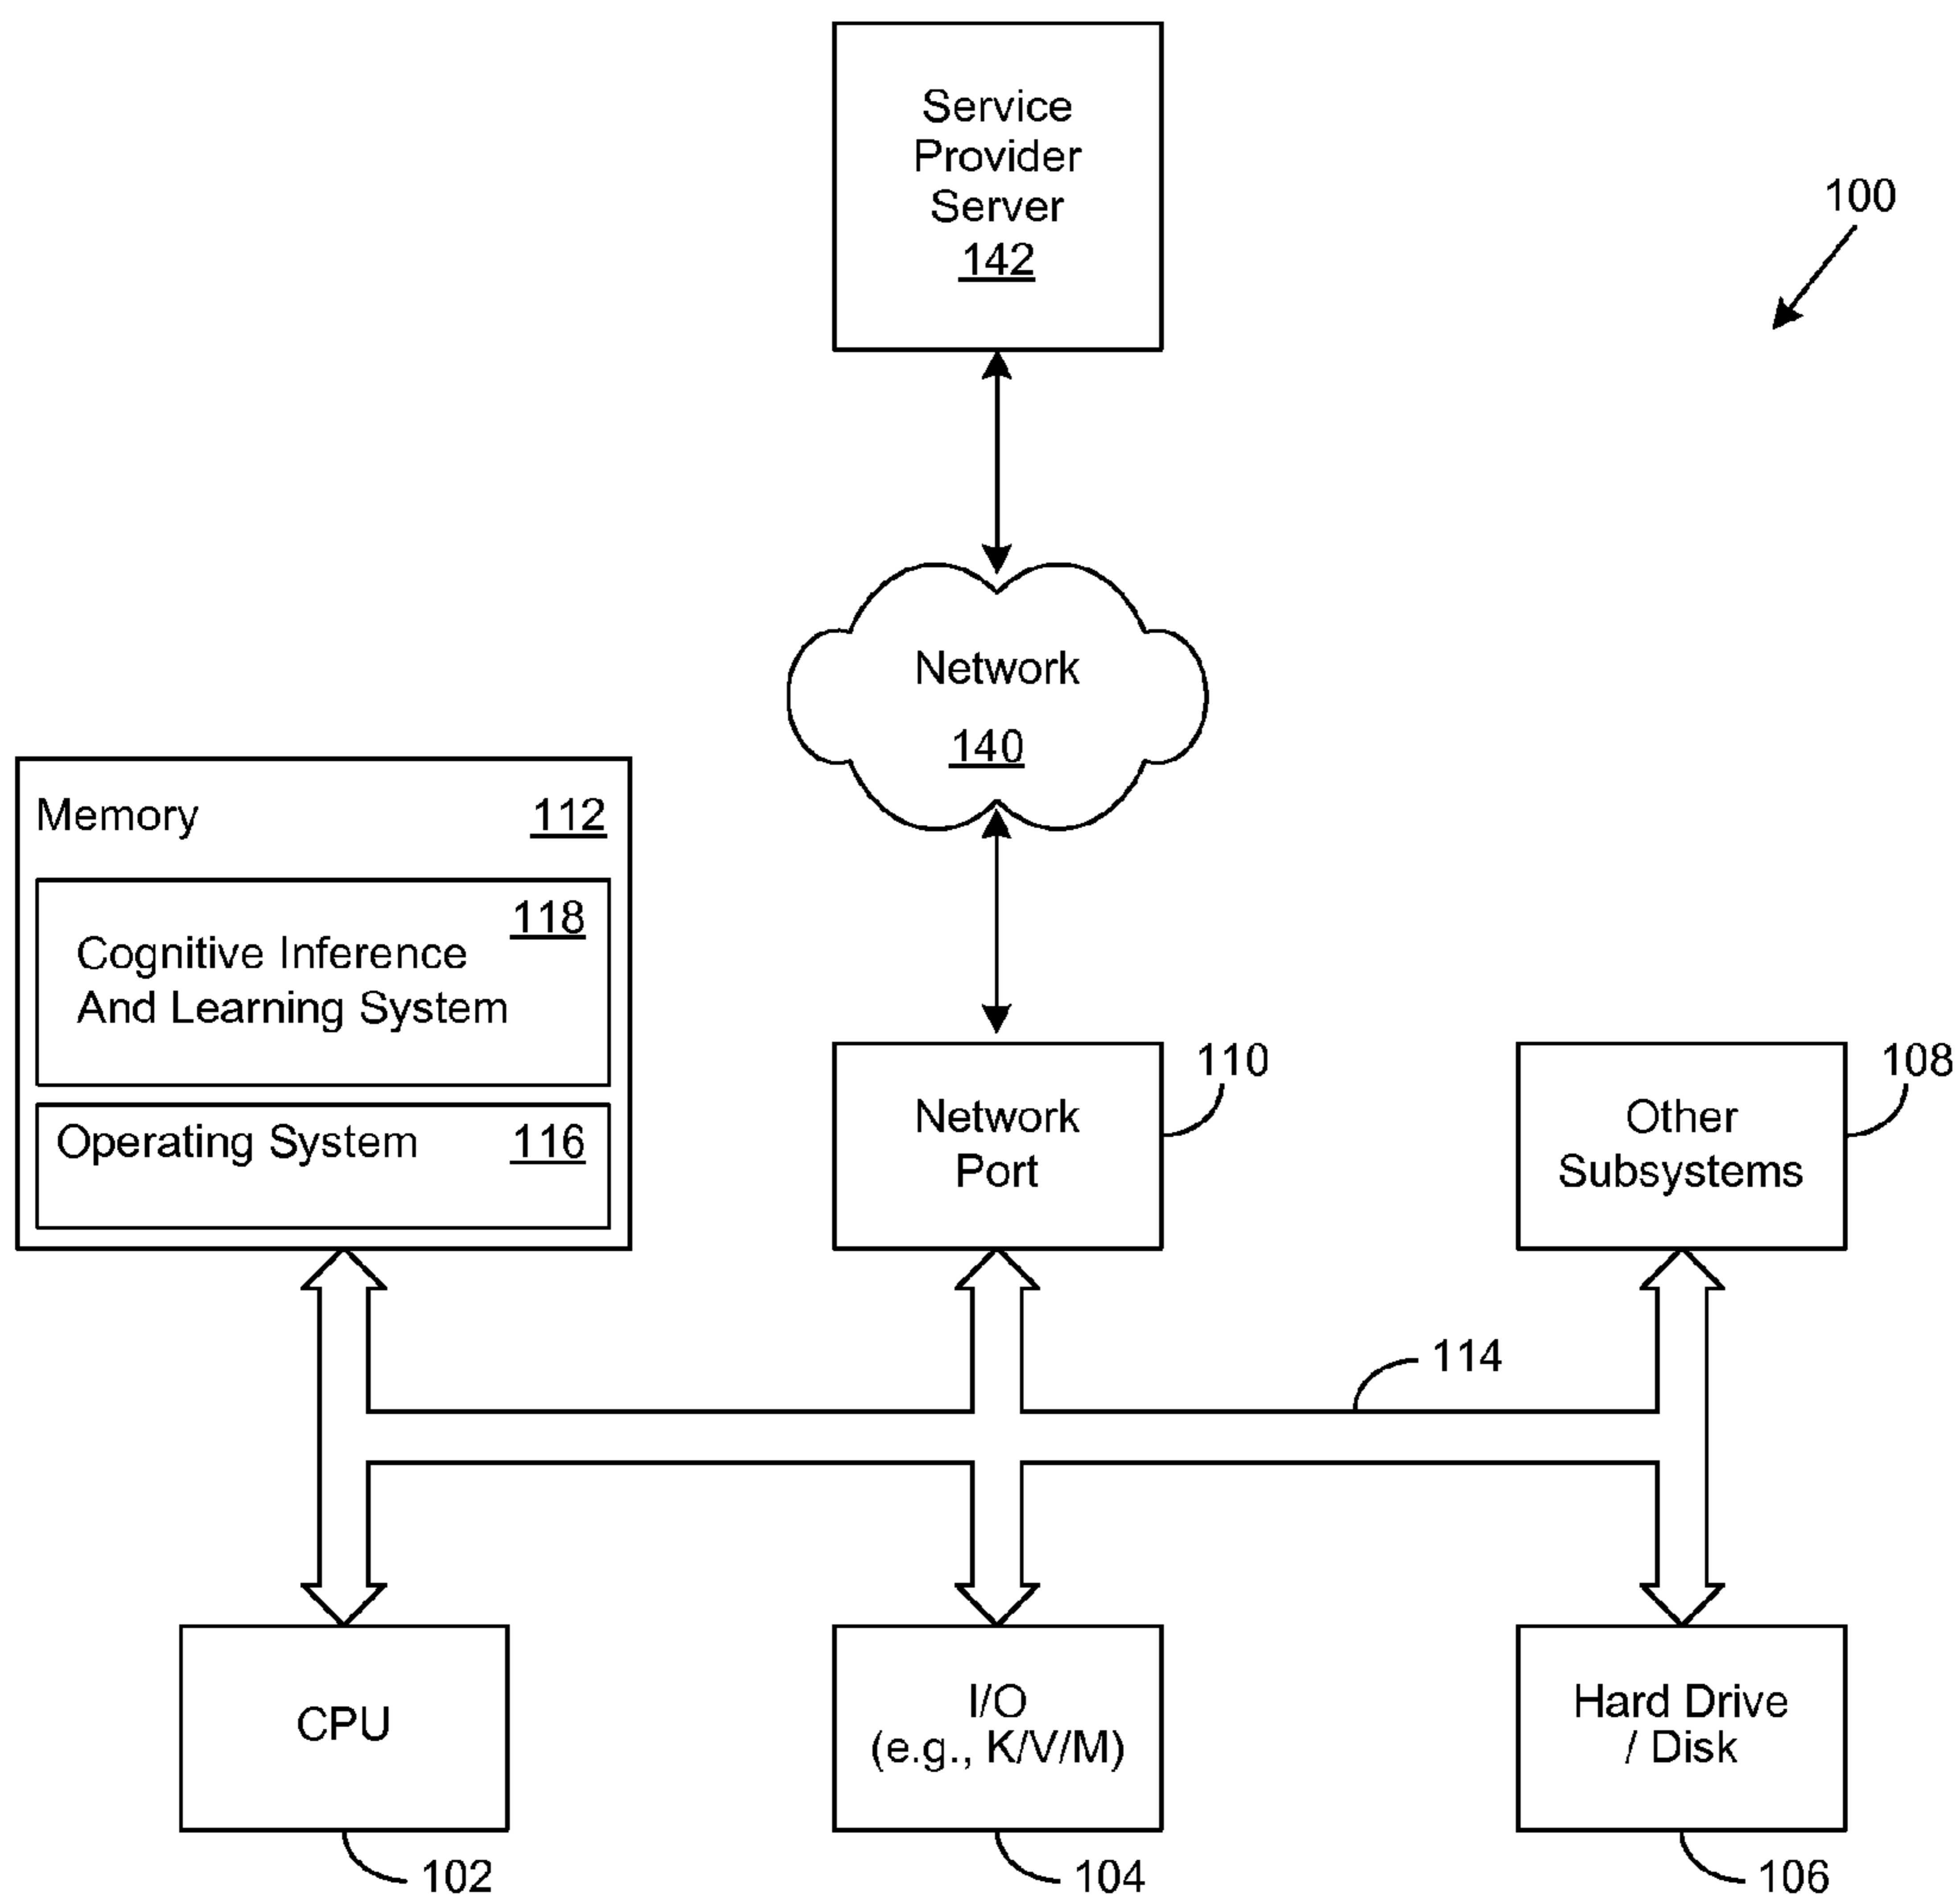 Service
Provider
Server
142
100
Network
140
Memory 112
118
Cognitive Inference
And Learning System
Operating System 116
Network
Port
110
Other
Subsystems
108
114
CPU
102
I/O
(e.g., K/V/M)
104
Hard Drive
/ Disk
106